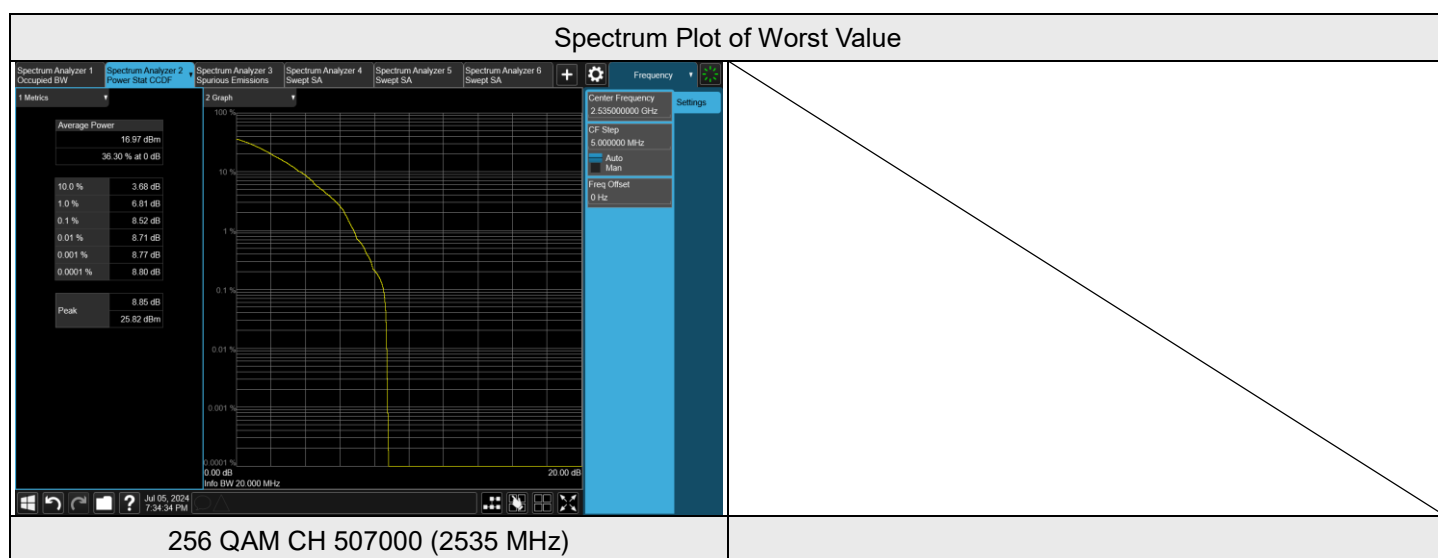 Spectrum Plot of Worst Value
Spectrum Analyzer 1
Occupied BW
Spectrum Analyzer 2
Power Stat CCDF
Spectrum Analyzer 3
Spurious Emissions
Spectrum Analyzer 4
Swept SA
Spectrum Analyzer 5
Swept SA
Spectrum Analyzer 6
Swept SA
Frequency
1 Metrics
2 Graph
Center Frequency
2.535000000 GHz
Settings
CF Step
5.000000 MHz
Auto
Man
Freq Offset
0 Hz
Average Power
16.97 dBm
36.30 % at 0 dB
10.0 % 3.68 dB
1.0 % 6.81 dB
0.1 % 8.52 dB
0.01 % 8.71 dB
0.001 % 8.77 dB
0.0001 % 8.80 dB
Peak 8.85 dB
25.82 dBm
100 %
10 %
1 %
0.1 %
0.01 %
0.001 %
0.0001 %
0.00 dB 20.00 dB
Info BW 20.000 MHz
?
Jul 05, 2024
7:34:34 PM
256 QAM CH 507000 (2535 MHz)